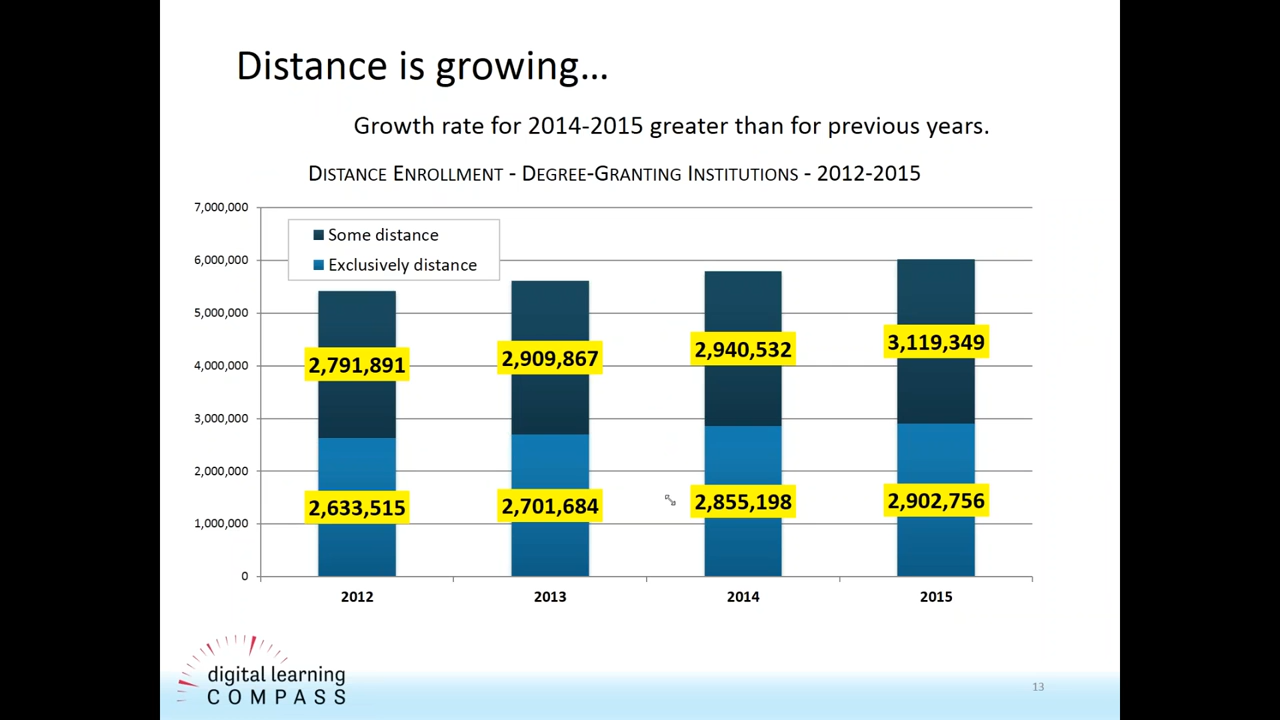 Distance is growing...
Growth rate for 2014-2015 greater than for previous years.
DISTANCE ENROLLMENT - DEGREE-GRANTING INSTITUTIONS - 2012-2015
7,000,000
Some distance
6,000,000
Exclusively distance
5,000,000
2,791,891 2,909,867 2,940,532 3,119,349
4,000,000
3,000,000
2,000,000
2,633,515 2,701,684 2,855,198 2,902,756
1,000,000
0
2012 2013 2014 2015
digital learning
COMPASS
13